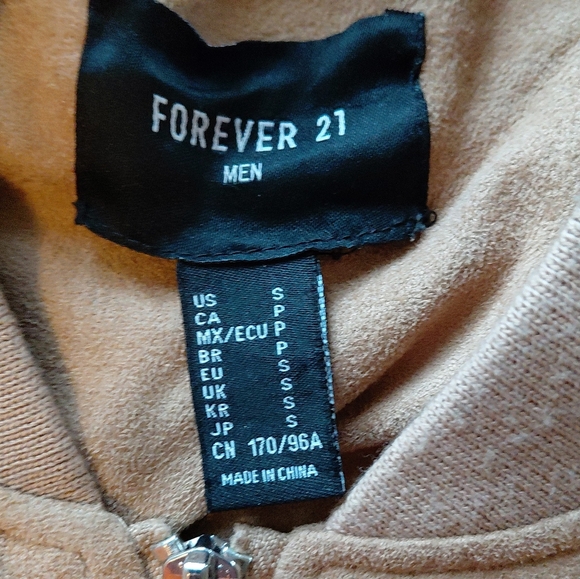 FOREVER 21
MEN
US S
CA P
MX/ECU P
BR P
EU S
UK S
KR S
JP S
CN 170/96A
MADE IN CHINA